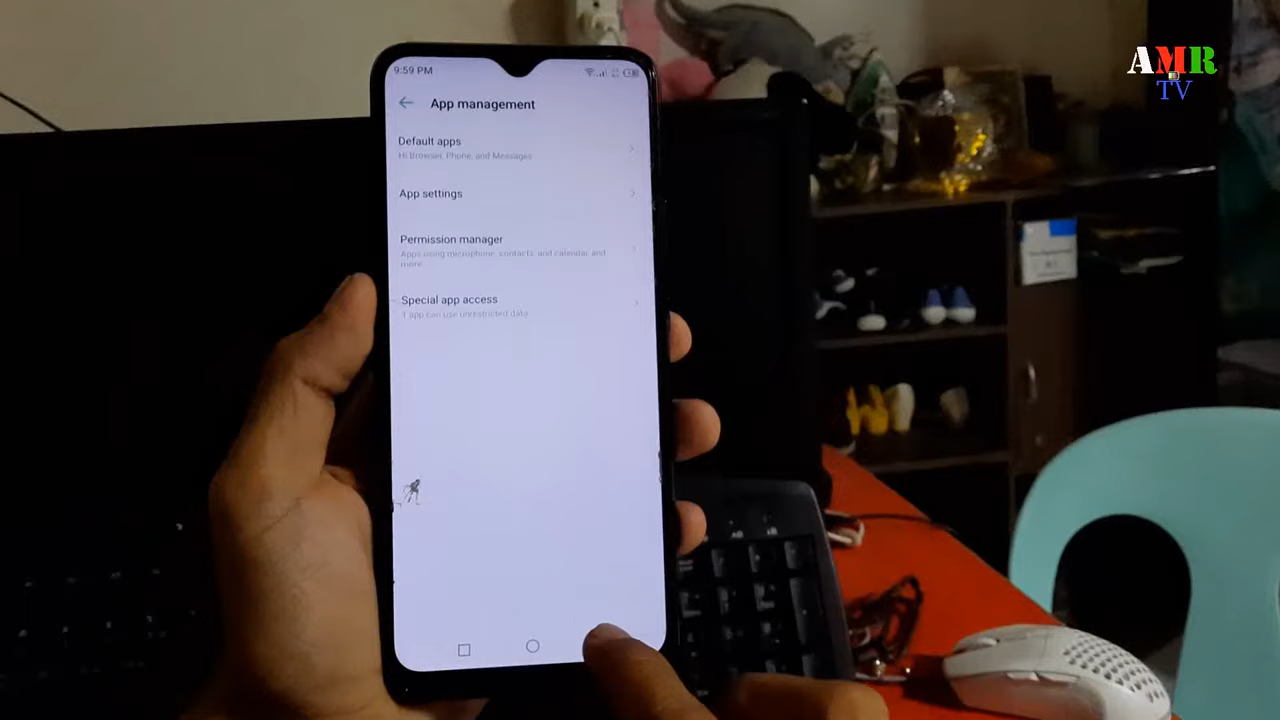 AMR
TV
9:59 PM
App management
Default apps
Hi Browser, Phone, and Messages
App settings
Permission manager
Apps using microphone, contacts, and calendar, and
more
Special app access
1 app can use unrestricted data